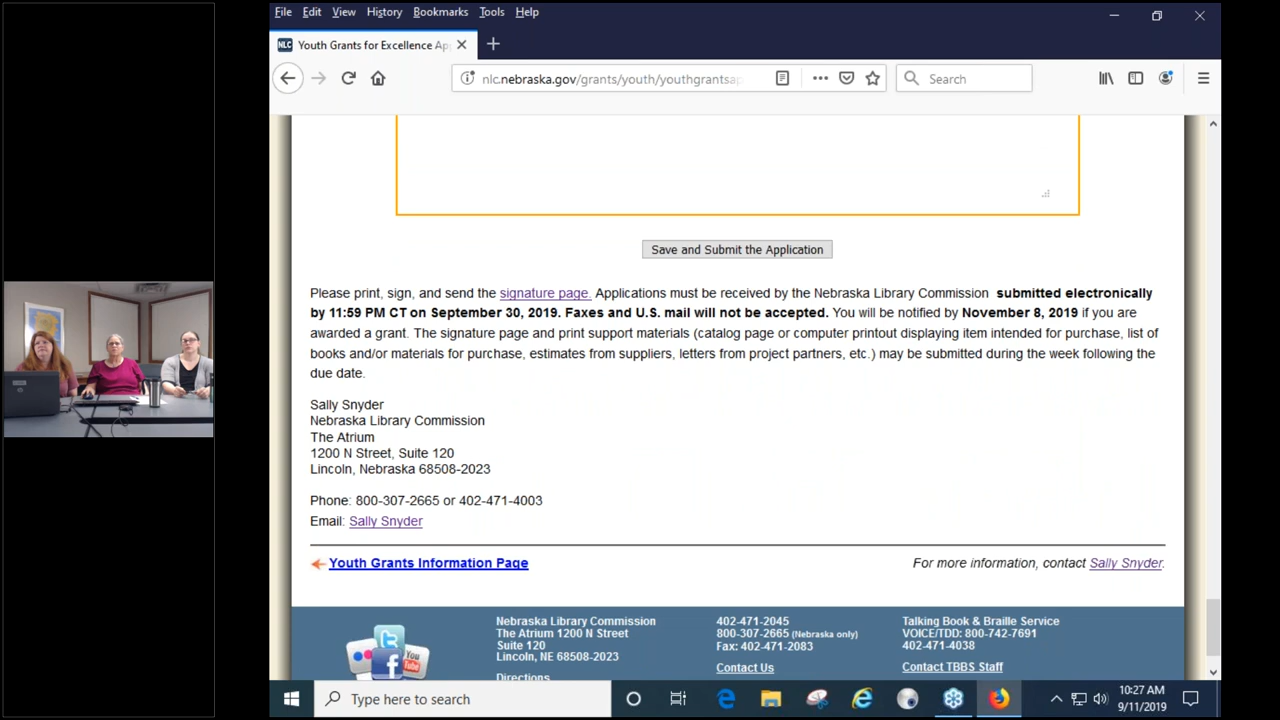 File Edit View History Bookmarks Tools Help
NLC Youth Grants for Excellence Ap
nlc.nebraska.gov/grants/youth/youthgrantsa
Search
Save and Submit the Application
Please print, sign, and send the signature page. Applications must be received by the Nebraska Library Commission submitted electronically
by 11:59 PM CT on September 30, 2019. Faxes and U.S. mail will not be accepted. You will be notified by November 8, 2019 if you are
awarded a grant. The signature page and print support materials (catalog page or computer printout displaying item intended for purchase, list of
books and/or materials for purchase, estimates from suppliers, letters from project partners, etc.) may be submitted during the week following the
due date.
Sally Snyder
Nebraska Library Commission
The Atrium
1200 N Street, Suite 120
Lincoln, Nebraska 68508-2023
Phone: 800-307-2665 or 402-471-4003
Email: Sally Snyder
Youth Grants Information Page
For more information, contact Sally Snyder.
Nebraska Library Commission
The Atrium 1200 N Street
Suite 120
Lincoln, NE 68508-2023
Directions
402-471-2045
800-307-2665 (Nebraska only)
Fax: 402-471-2083
Contact Us
Talking Book & Braille Service
VOICE/TDD: 800-742-7691
402-471-4038
Contact TBBS Staff
You Tube
Type here to search
10:27 AM
9/11/2019